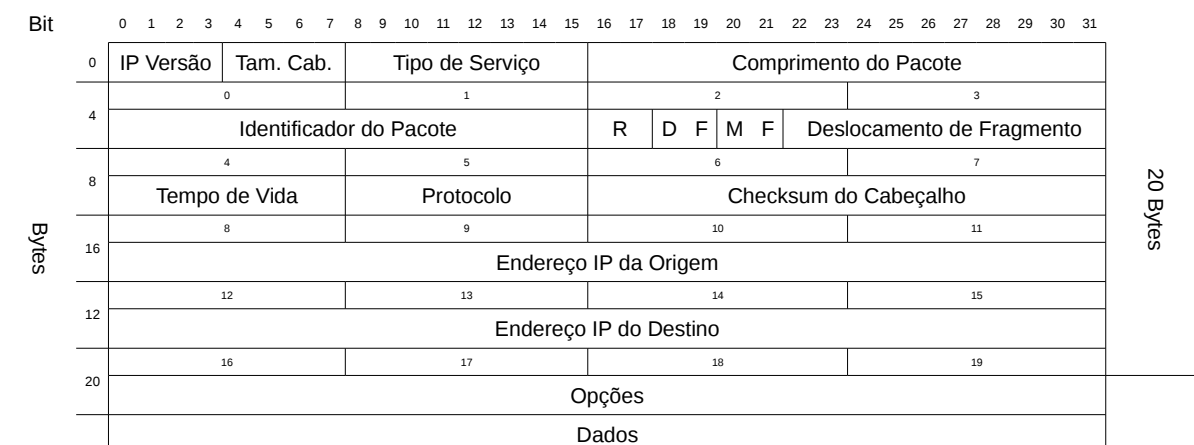 Bit 0 1 2 3 4 5 6 7 8 9 10 11 12 13 14 15 16 17 18 19 20 21 22 23 24 25 26 27 28 29 30 31
0 IP Versão Tam. Cab. Tipo de Serviço Comprimento do Pacote
0 1 2 3
4 Identificador do Pacote R D F M F Deslocamento de Fragmento
4 5 6 7
8 Tempo de Vida Protocolo Checksum do Cabeçalho
8 9 10 11
16 Endereço IP da Origem
12 13 14 15
12 Endereço IP do Destino
16 17 18 19
20 Opções
Dados
Bytes
20 Bytes